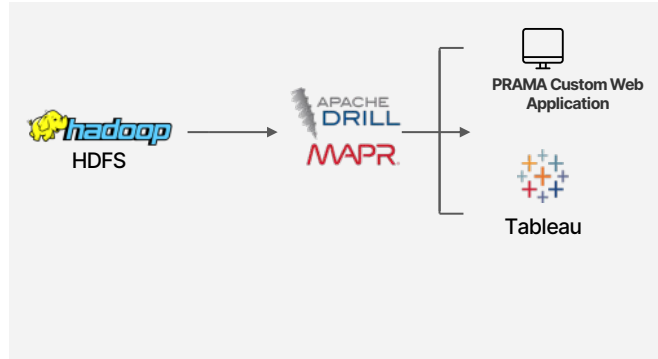 hadoop
HDFS
APACHE
DRILL
MAPR
PRAMA Custom Web
Application
Tableau